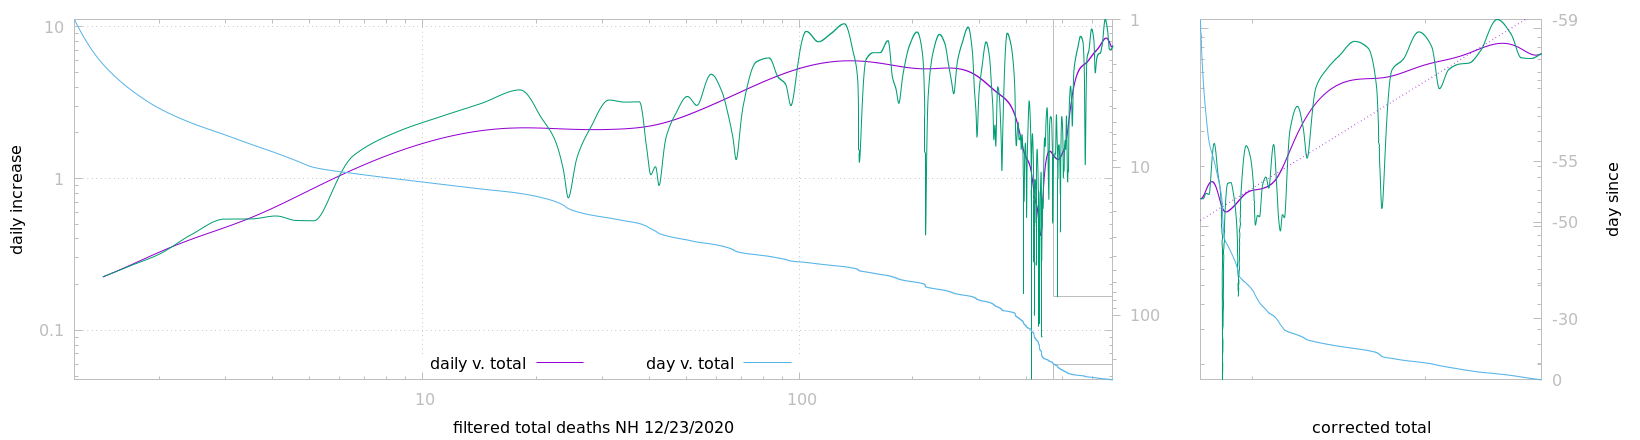 10
1
0.1
daily increase
10
100
filtered total deaths NH 12/23/2020
daily v. total
day v. total
1
10
100
-59
-55
-50
-30
0
day since
corrected total